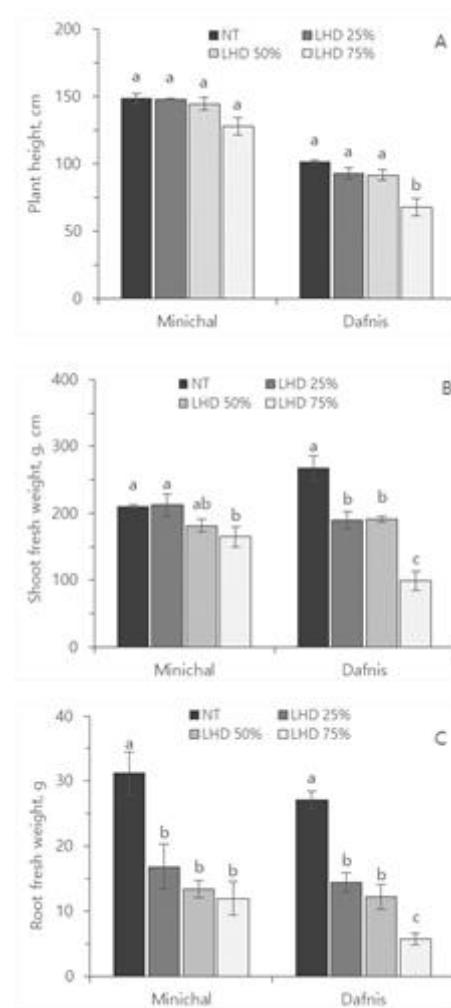 A
NT LHD 25%
LHD 50% LHD 75%
Plant height, cm
200
150
100
50
0
a a a a
a a a b
Minichal Dafnis
B
NT LHD 25%
LHD 50% LHD 75%
Shoot fresh weight, g, cm
400
300
200
100
0
a a ab b
a b b c
Minichal Dafnis
C
NT LHD 25%
LHD 50% LHD 75%
Root fresh weight, g
40
30
20
10
0
a b b b
a b b c
Minichal Dafnis